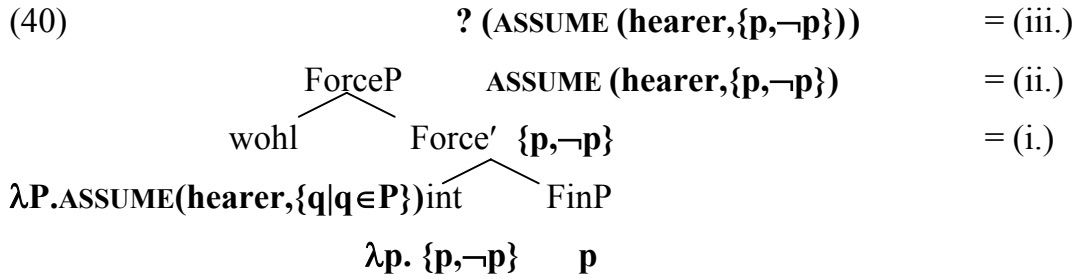 (40) ? (ASSUME (hearer,{p,¬p})) = (iii.)
ForceP ASSUME (hearer,{p,¬p}) = (ii.)
wohl Force′ {p,¬p} = (i.)
λP.ASSUME(hearer,{q|q∈P}) int FinP
λp. {p,¬p} p